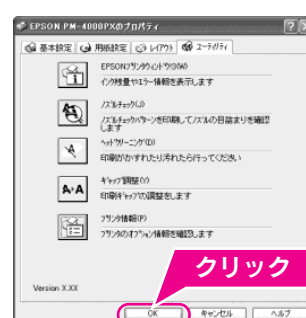 EPSON PM-4000PXのプロパティ
基本設定 用紙設定 レイアウト ユーティリティ
EPSONプリンタウィンドウ!3(W)
インク残量やエラー情報を表示します
ノズルチェック(J)
ノズルチェックパターンを印刷してノズルの目詰まりを確認
します
ヘッドクリーニング(D)
印刷がかすれたり汚れたら行ってください
ギャップ調整(Y)
印刷ギャップの調整をします
プリンタ情報(P)
プリンタのオプション情報を確認します
クリック
Version X.XX
OK キャンセル ヘルプ